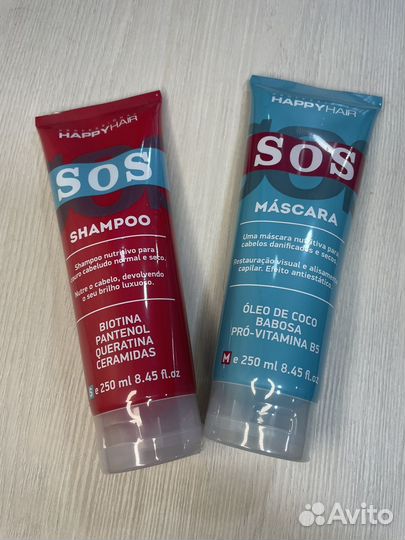 HAPPYHAIR
SOS
SHAMPOO
Shampoo nutritivo para
couro cabeludo normal e seco.
Nutre o cabelo, devolvendo
o seu brilho luxuoso.
BIOTINA
PANTENOL
QUERATINA
CERAMIDAS
S e 250 ml 8.45 fl.oz
HAPPYHAIR
SOS
MÁSCARA
Uma máscara nutritiva para
cabelos danificados e secos.
Restauração visual e alisamento
capilar. Efeito antiestático.
ÓLEO DE COCO
BABOSA
PRÓ-VITAMINA B5
M e 250 ml 8.45 fl.oz
Avito